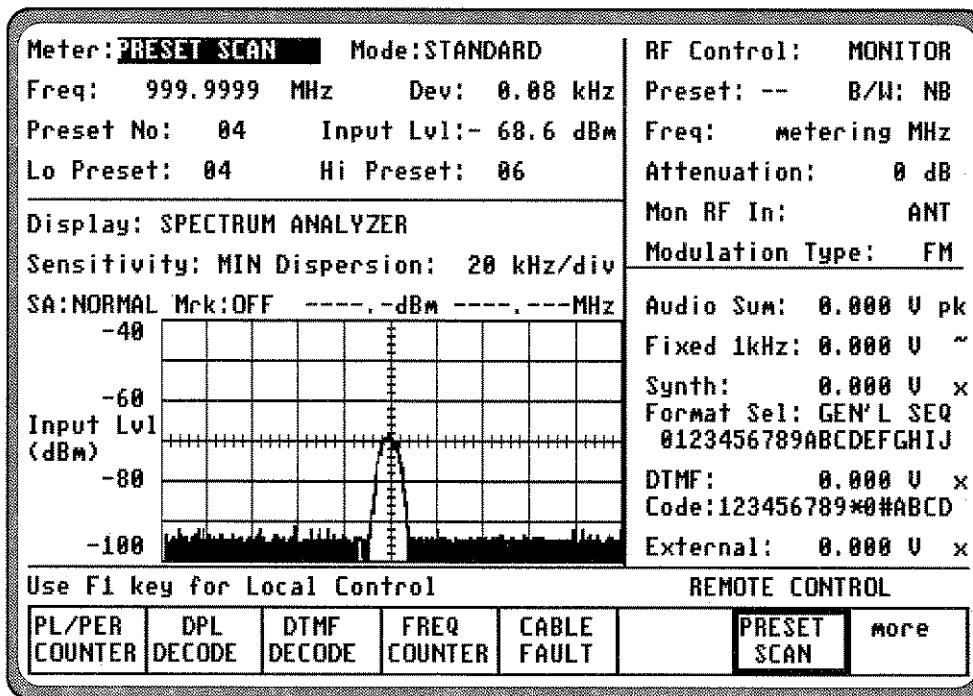 Meter:PRESET SCAN Mode:STANDARD
Freq: 999.9999 MHz Dev: 0.08 kHz
Preset No: 04 Input Lvl:- 68.6 dBm
Lo Preset: 04 Hi Preset: 06
Display: SPECTRUM ANALYZER
Sensitivity: MIN Dispersion: 20 kHz/div
SA:NORMAL Mrk:OFF ----.-dBm ----.---MHz
-40
-60
Input Lvl
(dBm)
-80
-100
RF Control: MONITOR
Preset: -- B/W: NB
Freq: metering MHz
Attenuation: 0 dB
Mon RF In: ANT
Modulation Type: FM
Audio Sum: 0.000 V pk
Fixed 1kHz: 0.000 V ~
Synth: 0.000 V x
Format Sel: GEN'L SEQ
0123456789ABCDEFGHIJ
DTMF: 0.000 V x
Code:123456789*0#ABCD
External: 0.000 V x
Use F1 key for Local Control REMOTE CONTROL
PL/PER
COUNTER
DPL
DECODE
DTMF
DECODE
FREQ
COUNTER
CABLE
FAULT
PRESET
SCAN
more